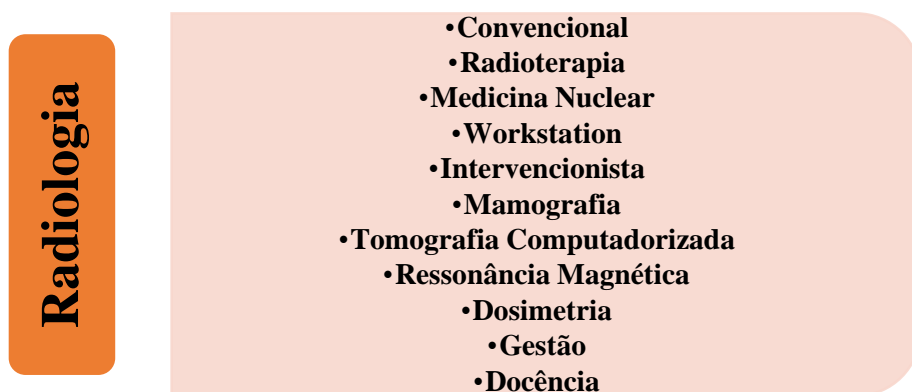 Radiologia
•Convencional
•Radioterapia
•Medicina Nuclear
•Workstation
•Intervencionista
•Mamografia
•Tomografia Computadorizada
•Ressonância Magnética
•Dosimetria
•Gestão
•Docência